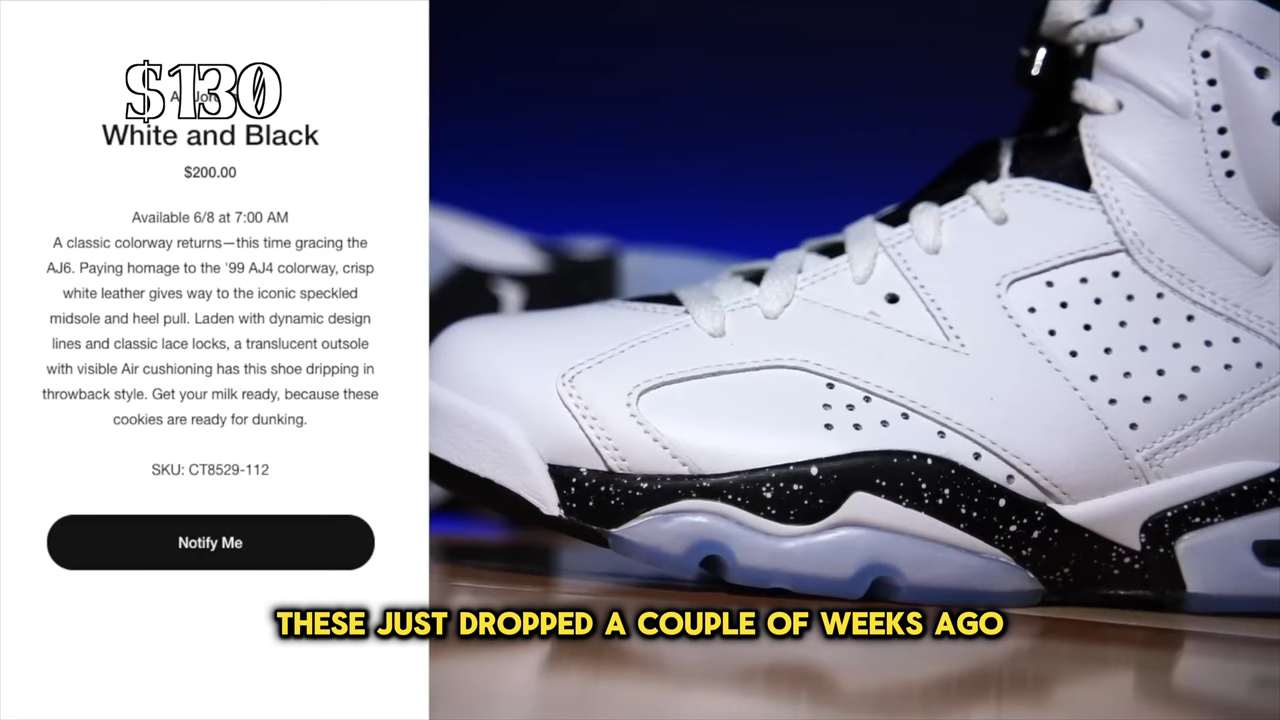 $130
White and Black
$200.00
Available 6/8 at 7:00 AM
A classic colorway returns—this time gracing the
AJ6. Paying homage to the '99 AJ4 colorway, crisp
white leather gives way to the iconic speckled
midsole and heel pull. Laden with dynamic design
lines and classic lace locks, a translucent outsole
with visible Air cushioning has this shoe dripping in
throwback style. Get your milk ready, because these
cookies are ready for dunking.
SKU: CT8529-112
Notify Me
THESE JUST DROPPED A COUPLE OF WEEKS AGO